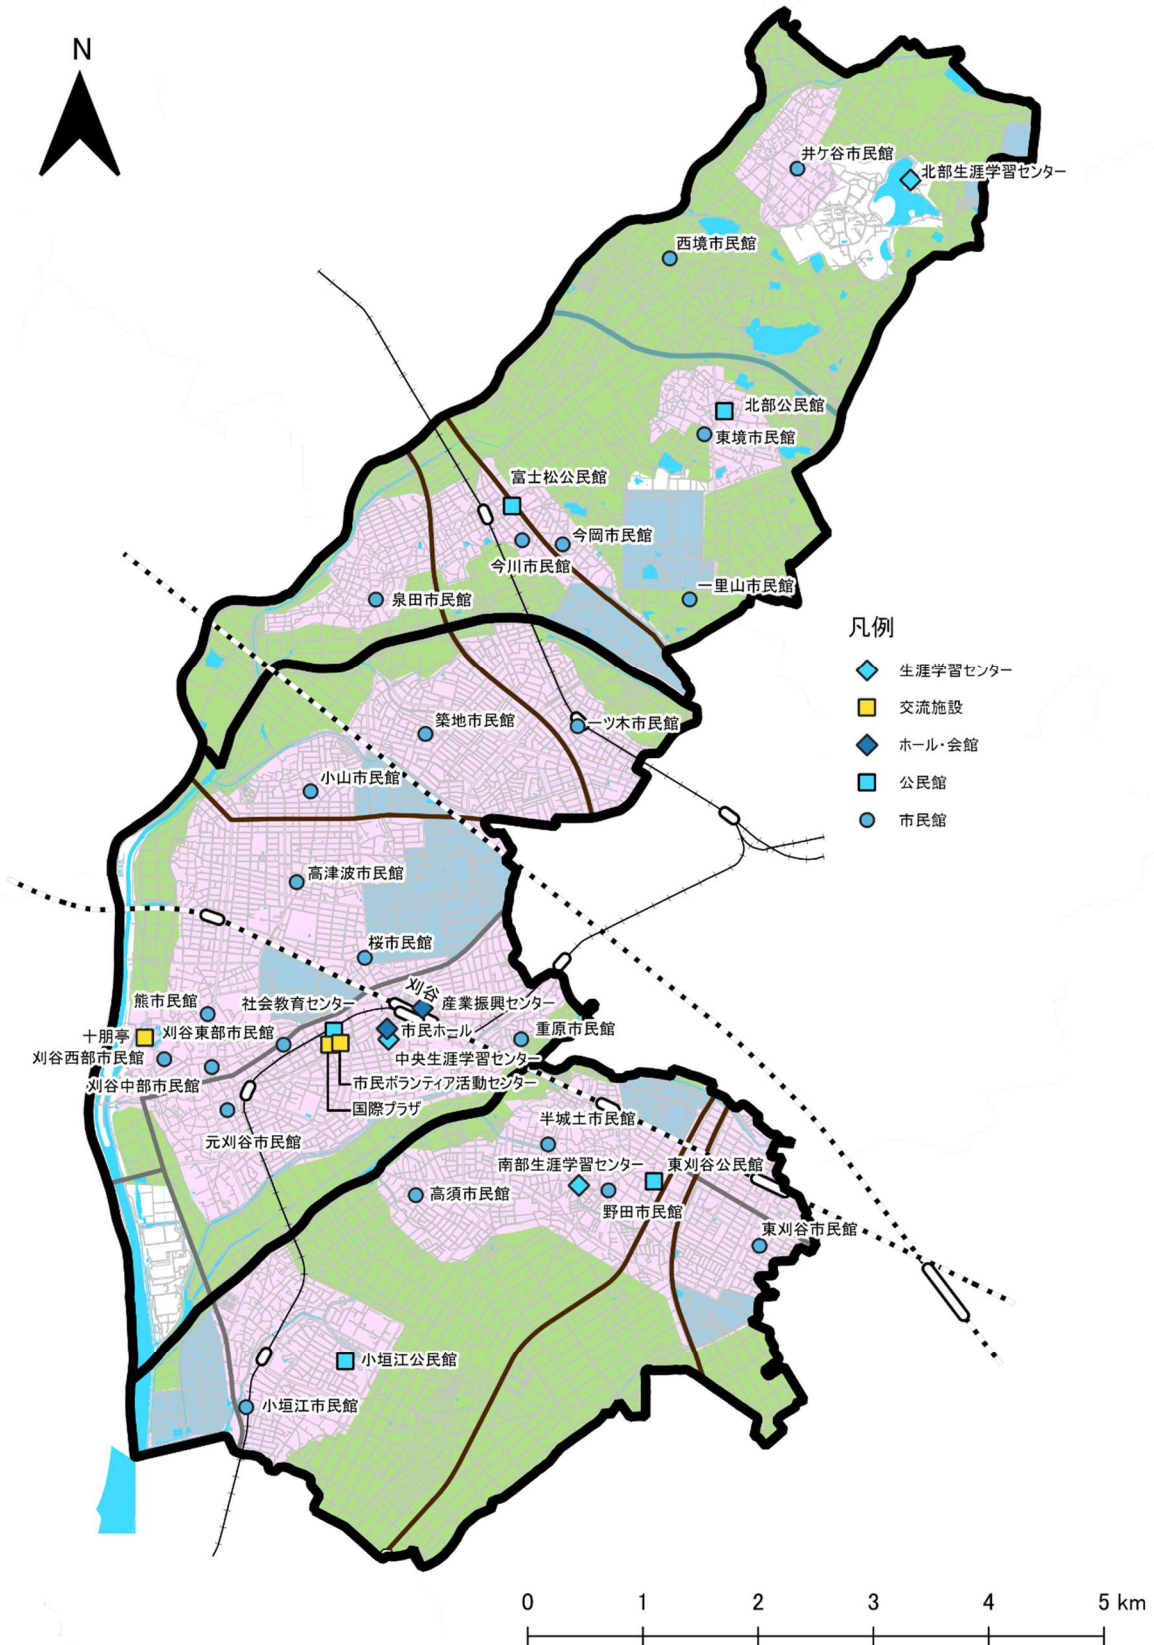 N
井ケ谷市民館
北部生涯学習センター
西境市民館
北部公民館
東境市民館
富士松公民館
今岡市民館
今川市民館
一里山市民館
泉田市民館
凡例
生涯学習センター
交流施設
ホール・会館
公民館
市民館
築地市民館
一ツ木市民館
小山市民館
高津波市民館
桜市民館
刈谷
熊市民館
社会教育センター
産業振興センター
十朋亭
刈谷東部市民館
市民ホール
重原市民館
刈谷西部市民館
中央生涯学習センター
刈谷中部市民館
市民ボランティア活動センター
国際プラザ
元刈谷市民館
半城土市民館
南部生涯学習センター
東刈谷公民館
高須市民館
野田市民館
東刈谷市民館
小垣江公民館
小垣江市民館
0 1 2 3 4 5 km